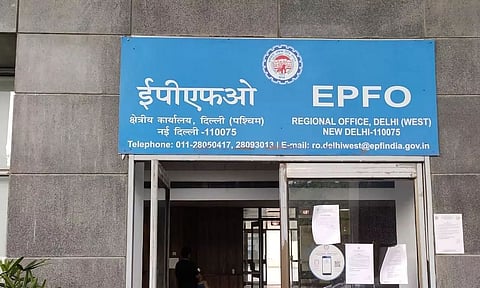 ईपीएफओ
क्षेत्रीय कार्यालय, दिल्ली (पश्चिम)
नई दिल्ली -110075
EPFO
REGIONAL OFFICE, DELHI (WEST)
NEW DELHI-110075
Telephone: 011-28050417, 28093013 | E-mail: ro.delhiwest@epfindia.gov.in